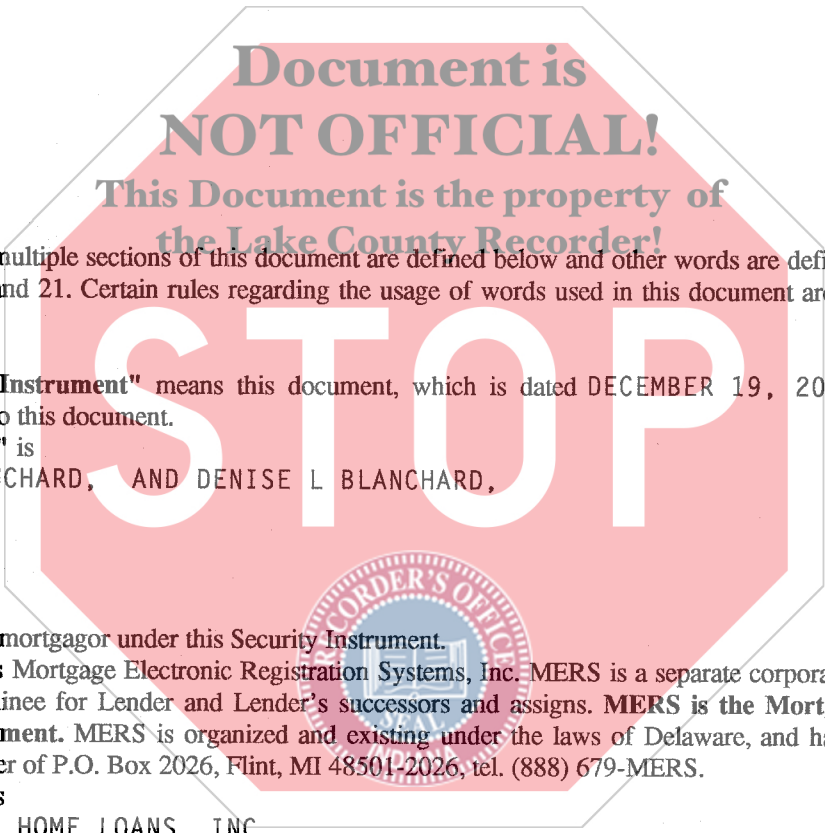 Document is
NOT OFFICIAL!
This Document is the property of
the Lake County Recorder!
multiple sections of this document are defined below and other words are defi
and 21. Certain rules regarding the usage of words used in this document ar
STOP
Instrument" means this document, which is dated DECEMBER 19, 20
o this document.
" is
CHARD, AND DENISE L BLANCHARD,
RECORDER'S OFFICE
mortgagor under this Security Instrument.
s Mortgage Electronic Registration Systems, Inc. MERS is a separate corpora
inee for Lender and Lender's successors and assigns. MERS is the Mort
ment. MERS is organized and existing under the laws of Delaware, and ha
er of P.O. Box 2026, Flint, MI 48501-2026, tel. (888) 679-MERS.
SEAL
INDIANA
s
HOME LOANS, INC